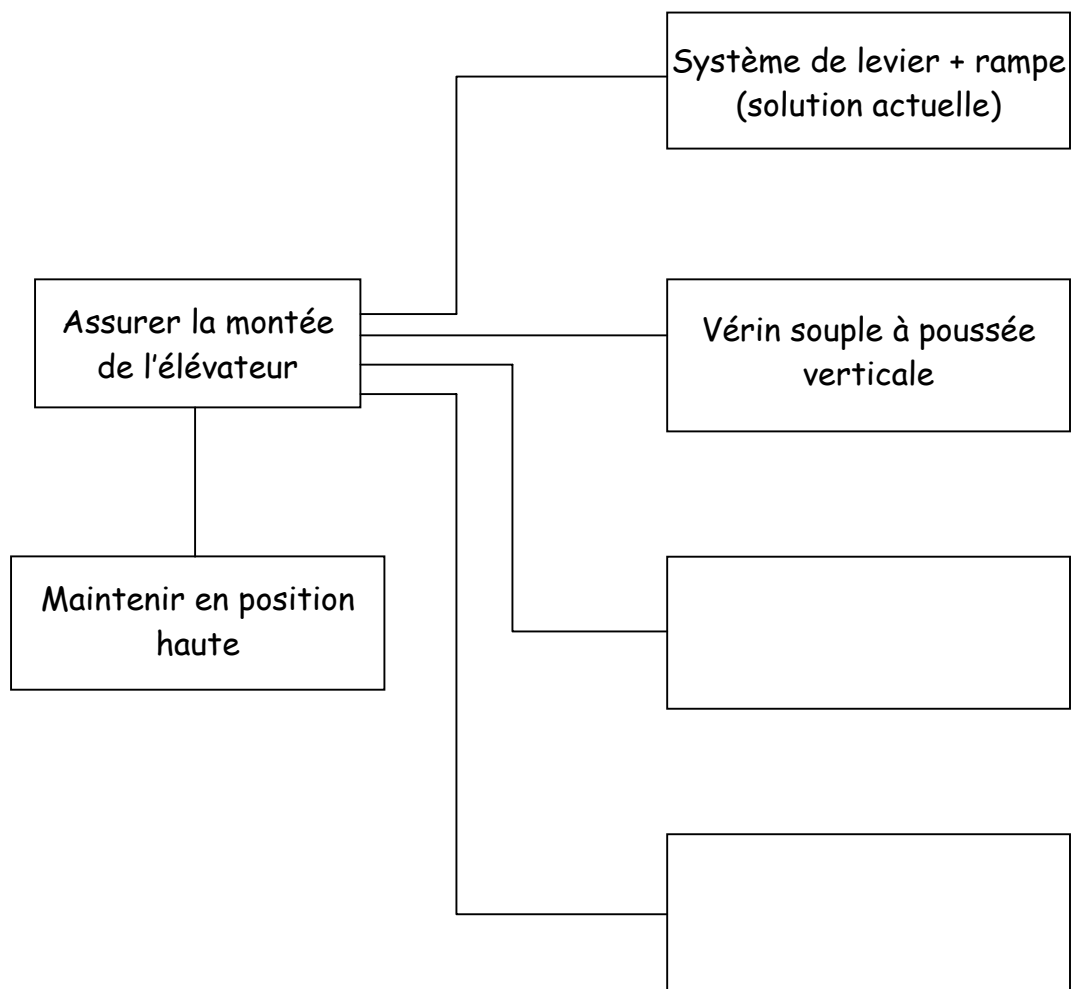 Système de levier + rampe
(solution actuelle)
Assurer la montée
de l'élévateur
Vérin souple à poussée
verticale
Maintenir en position
haute